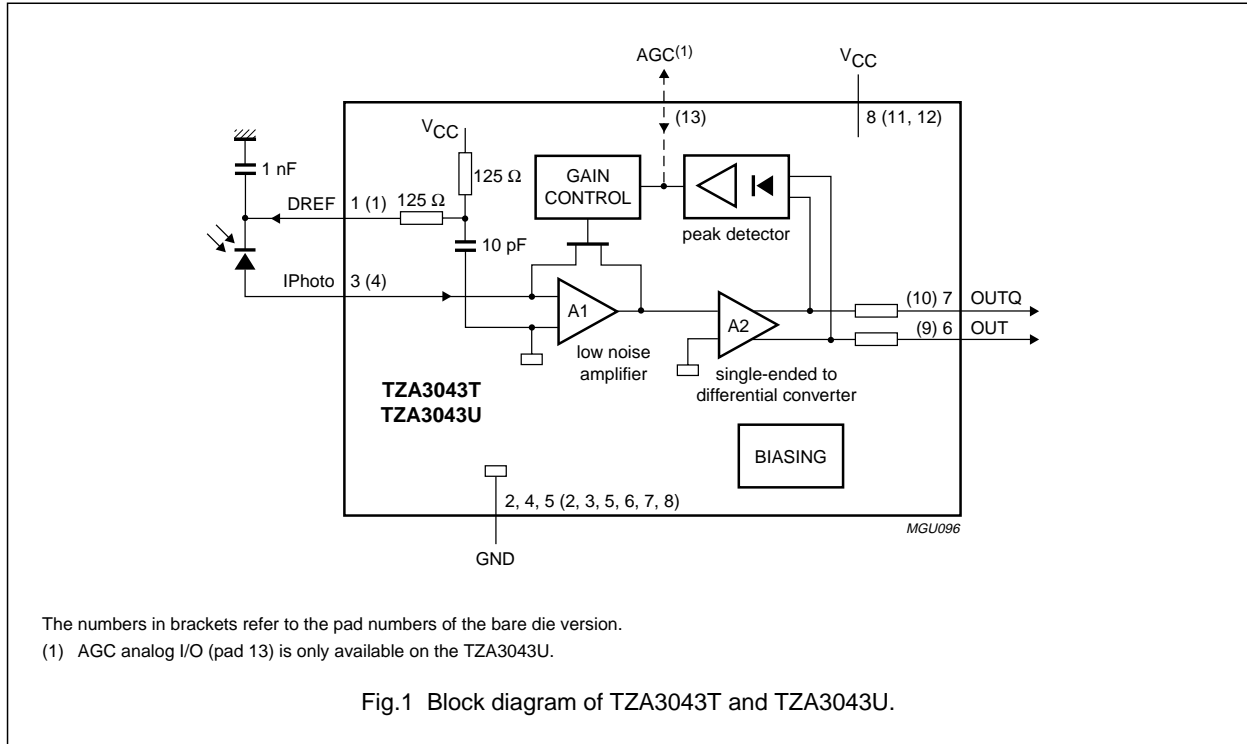 AGC(1)
VCC
(13)
8 (11, 12)
VCC
1 nF
125 Ω
GAIN
CONTROL
DREF
1 (1)
125 Ω
peak detector
10 pF
IPhoto
3 (4)
A1
A2
(10) 7
OUTQ
(9) 6
OUT
low noise
amplifier
single-ended to
differential converter
TZA3043T
TZA3043U
BIASING
2, 4, 5 (2, 3, 5, 6, 7, 8)
MGU096
GND
The numbers in brackets refer to the pad numbers of the bare die version.
(1) AGC analog I/O (pad 13) is only available on the TZA3043U.
Fig.1 Block diagram of TZA3043T and TZA3043U.